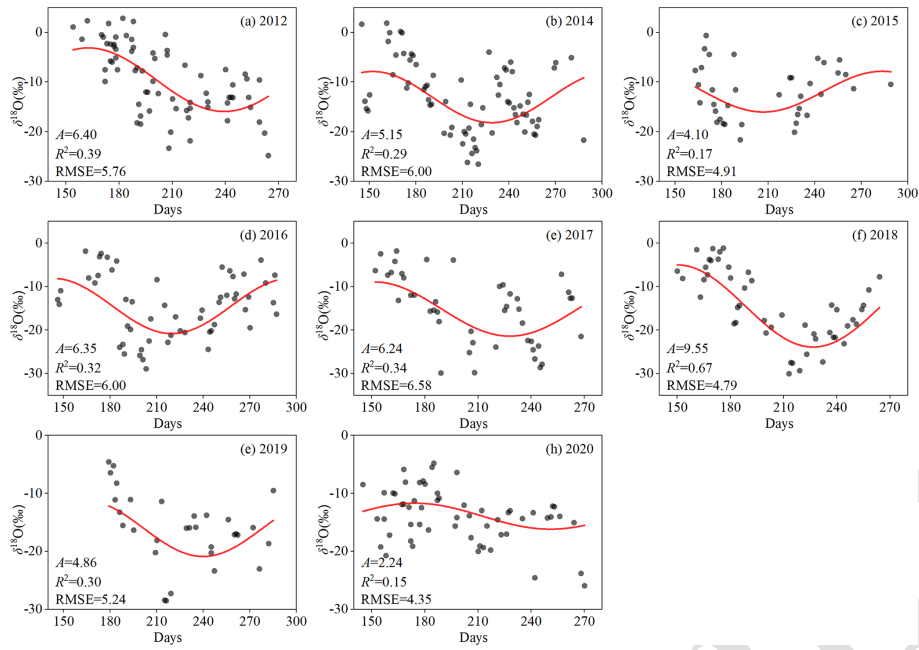 (a) 2012
0
-10
-20
-30
δ¹⁸O(‰)
A=6.40
R²=0.39
RMSE=5.76
150 180 210 240 270
Days
(b) 2014
0
-10
-20
-30
δ¹⁸O(‰)
A=5.15
R²=0.29
RMSE=6.00
150 180 210 240 270 300
Days
(c) 2015
0
-10
-20
-30
δ¹⁸O(‰)
A=4.10
R²=0.17
RMSE=4.91
150 180 210 240 270 300
Days
(d) 2016
0
-10
-20
-30
δ¹⁸O(‰)
A=6.35
R²=0.32
RMSE=6.00
150 180 210 240 270 300
Days
(e) 2017
0
-10
-20
-30
δ¹⁸O(‰)
A=6.24
R²=0.34
RMSE=6.58
150 180 210 240 270
Days
(f) 2018
0
-10
-20
-30
δ¹⁸O(‰)
A=9.55
R²=0.67
RMSE=4.79
150 180 210 240 270
Days
(e) 2019
0
-10
-20
-30
δ¹⁸O(‰)
A=4.86
R²=0.30
RMSE=5.24
150 180 210 240 270 300
Days
(h) 2020
0
-10
-20
-30
δ¹⁸O(‰)
A=2.24
R²=0.15
RMSE=4.35
150 180 210 240 270
Days